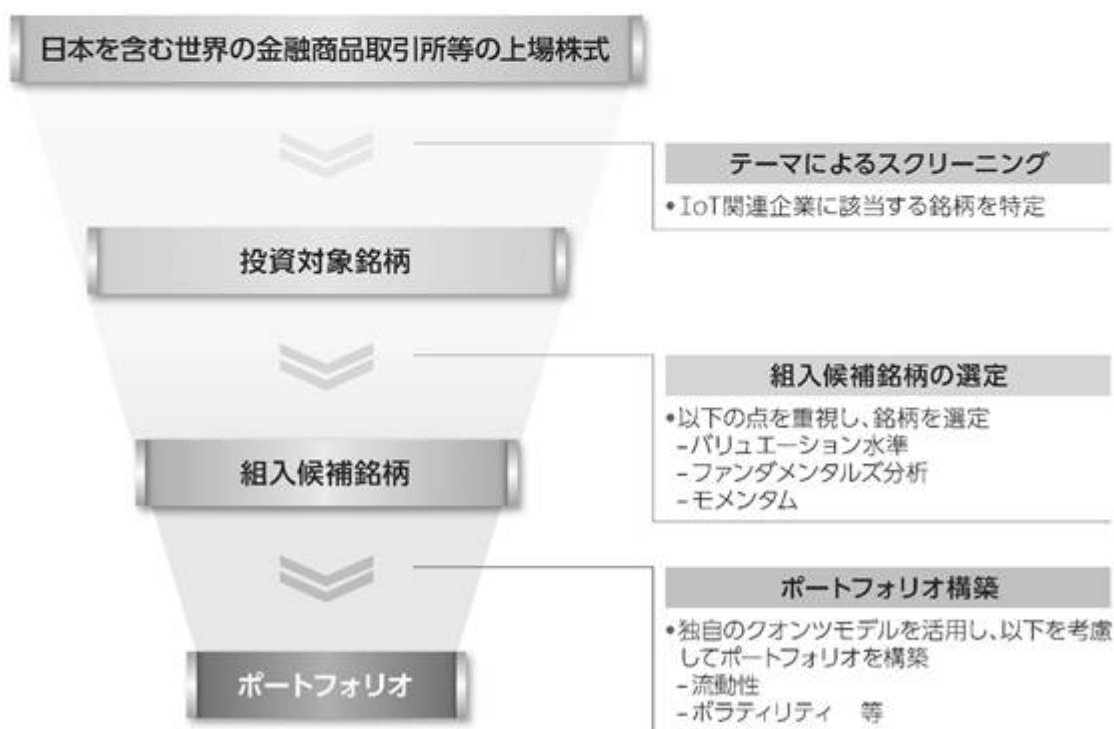 日本を含む世界の金融商品取引所等の上場株式
テーマによるスクリーニング
•IoT関連企業に該当する銘柄を特定
投資対象銘柄
組入候補銘柄の選定
•以下の点を重視し、銘柄を選定
-バリュエーション水準
-ファンダメンタルズ分析
-モメンタム
組入候補銘柄
ポートフォリオ構築
•独自のクオンツモデルを活用し、以下を考慮
してポートフォリオを構築
-流動性
-ボラティリティ　等
ポートフォリオ